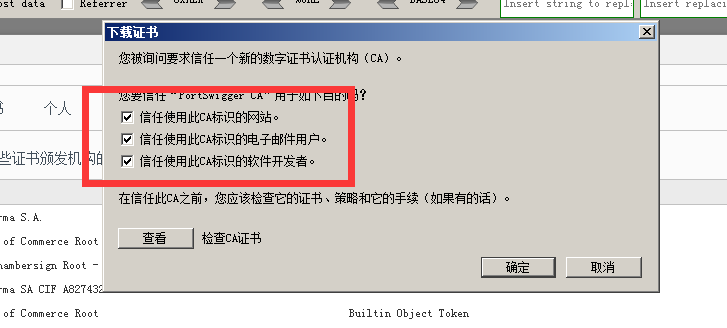 ost data Referrer
Insert string to repl Insert replaci
下载证书
您被询问要求信任一个新的数字证书认证机构（CA）。
您要信任“PortSwigger CA”用于如下目的吗？
信任使用此CA标识的网站。
个人
信任使用此CA标识的电子邮件用户。
些证书颁发机构的
信任使用此CA标识的软件开发者。
在信任此CA之前，您应该检查它的证书、策略和它的手续（如果有的话）。
rma S.A.
of Commerce Root
查看 检查CA证书
hambersign Root -
确定 取消
rma SA CIF A827432
of Commerce Root Builtin Object Token